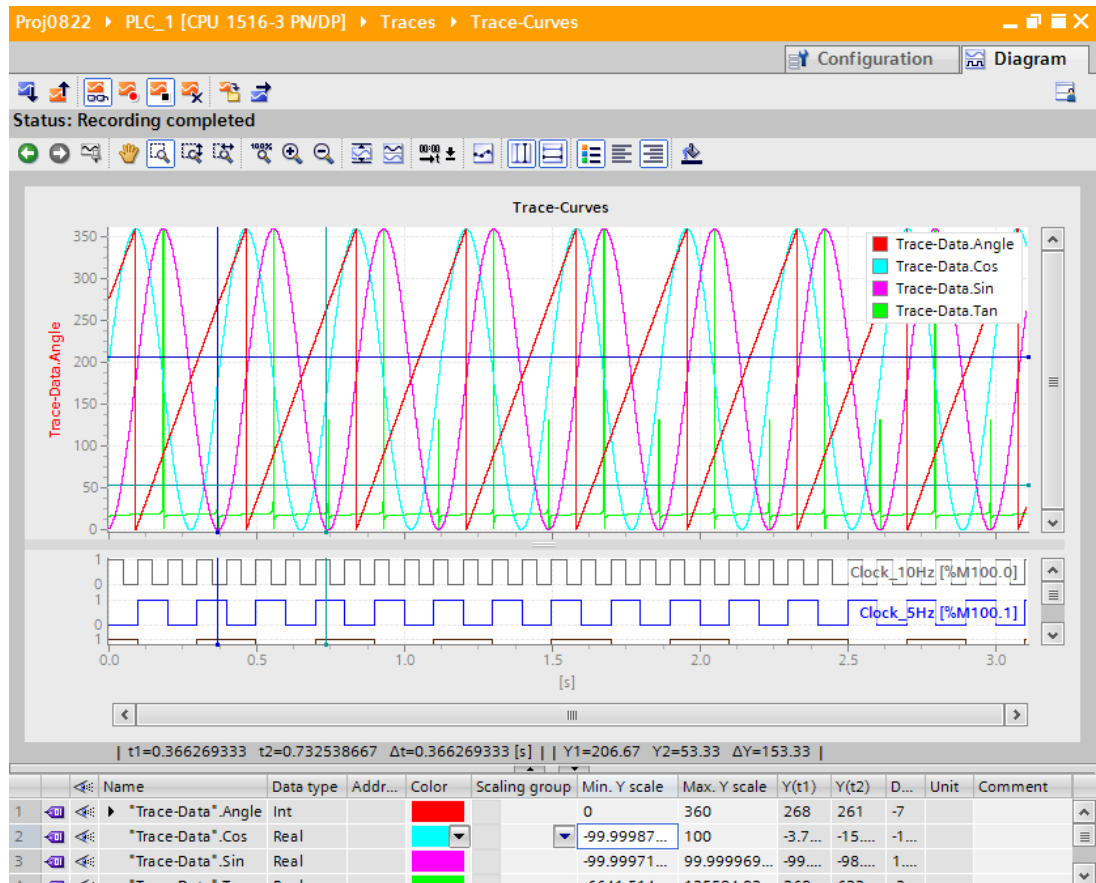 Proj0822 ▸ PLC_1 [CPU 1516-3 PN/DP] ▸ Traces ▸ Trace-Curves
Configuration Diagram
Status: Recording completed
100% 00:00
Trace-Curves
Trace-Data.Angle
Trace-Data.Cos
Trace-Data.Sin
Trace-Data.Tan
350
300
250
200
150
100
50
0
Trace-Data.Angle
1
0
Clock_10Hz [%M100.0]
1
0
Clock_5Hz [%M100.1]
1
0.0 0.5 1.0 1.5 2.0 2.5 3.0
[s]
| t1=0.366269333 t2=0.732538667 Δt=0.366269333 [s] | | Y1=206.67 Y2=53.33 ΔY=153.33 |
Name Data type Addr... Color Scaling group Min. Y scale Max. Y scale Y(t1) Y(t2) D... Unit Comment
1 "Trace-Data".Angle Int 0 360 268 261 -7
2 "Trace-Data".Cos Real -99.99987... 100 -3.7... -15.... -1...
3 "Trace-Data".Sin Real -99.99971... 99.999969... -99.... -98.... 1....